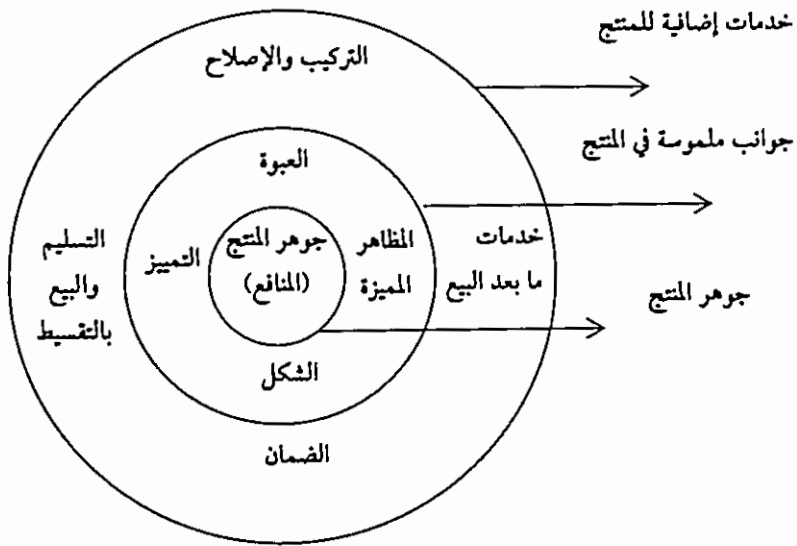 خدمات إضافية للمنتج
التركيب والإصلاح
جوانب ملموسة في المنتج
العبوة
خدمات
ما بعد البيع
المظاهر
المميزة
جوهر المنتج
(المنافع)
التمييز
التسليم
والبيع
بالتقسيط
جوهر المنتج
الشكل
الضمان